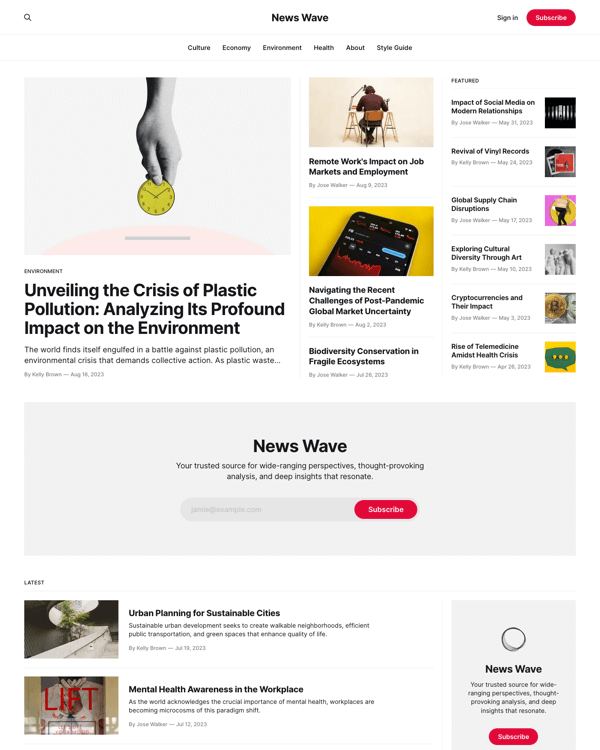 News Wave
Sign in
Subscribe
Culture
Economy
Environment
Health
About
Style Guide
ENVIRONMENT
Unveiling the Crisis of Plastic
Pollution: Analyzing Its Profound
Impact on the Environment
The world finds itself engulfed in a battle against plastic pollution, an
environmental crisis that demands collective action. As plastic waste...
By Kelly Brown — Aug 16, 2023
Remote Work's Impact on Job
Markets and Employment
By Jose Walker — Aug 9, 2023
Navigating the Recent
Challenges of Post-Pandemic
Global Market Uncertainty
By Kelly Brown — Aug 2, 2023
Biodiversity Conservation in
Fragile Ecosystems
By Jose Walker — Jul 26, 2023
FEATURED
Impact of Social Media on
Modern Relationships
By Jose Walker — May 31, 2023
Revival of Vinyl Records
By Kelly Brown — May 24, 2023
Global Supply Chain
Disruptions
By Jose Walker — May 17, 2023
Exploring Cultural
Diversity Through Art
By Kelly Brown — May 10, 2023
Cryptocurrencies and
Their Impact
By Jose Walker — May 3, 2023
Rise of Telemedicine
Amidst Health Crisis
By Kelly Brown — Apr 26, 2023
News Wave
Your trusted source for wide-ranging perspectives, thought-provoking
analysis, and deep insights that resonate.
jamie@example.com
Subscribe
LATEST
Urban Planning for Sustainable Cities
Sustainable urban development seeks to create walkable neighborhoods, efficient
public transportation, and green spaces that enhance quality of life.
By Kelly Brown — Jul 19, 2023
LIFT
Mental Health Awareness in the Workplace
As the world acknowledges the crucial importance of mental health, workplaces are
becoming microcosms of this paradigm shift.
By Jose Walker — Jul 12, 2023
News Wave
Your trusted source for wide-
ranging perspectives, thought-
provoking analysis, and deep
insights that resonate.
Subscribe